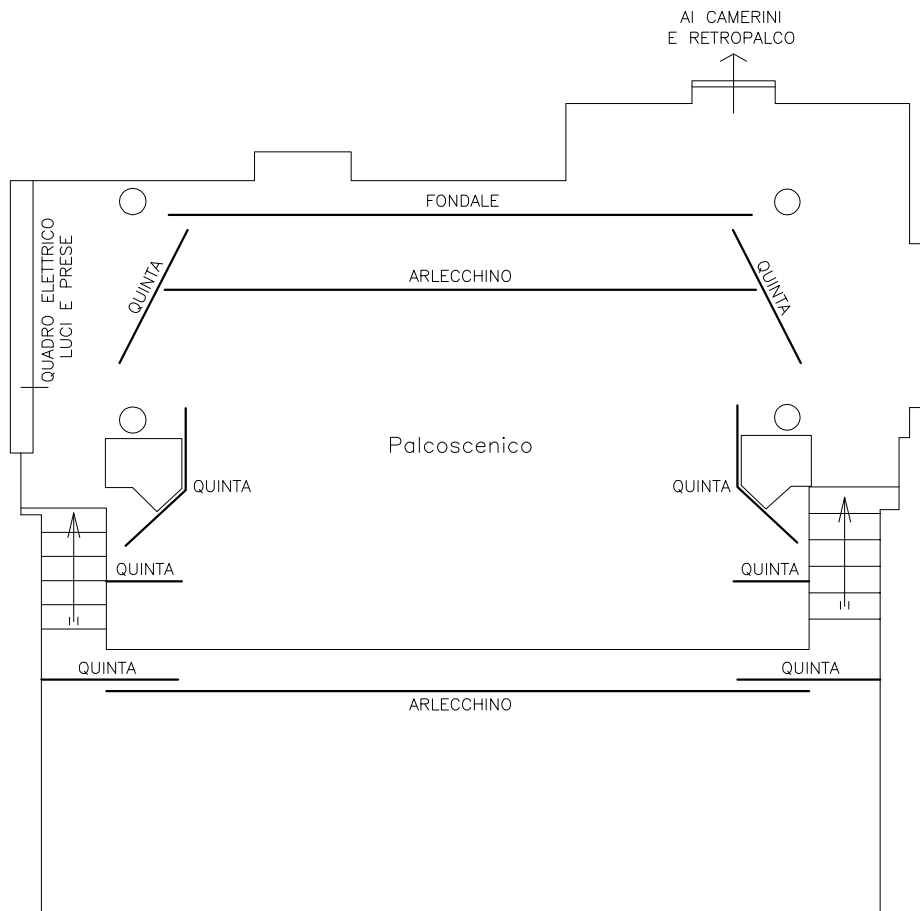 AI CAMERINI
E RETROPALCO
FONDALE
QUADRO ELETTRICO
LUCI E PRESE
QUINTA
ARLECCHINO
QUINTA
Palcoscenico
QUINTA
QUINTA
QUINTA
QUINTA
QUINTA
QUINTA
ARLECCHINO